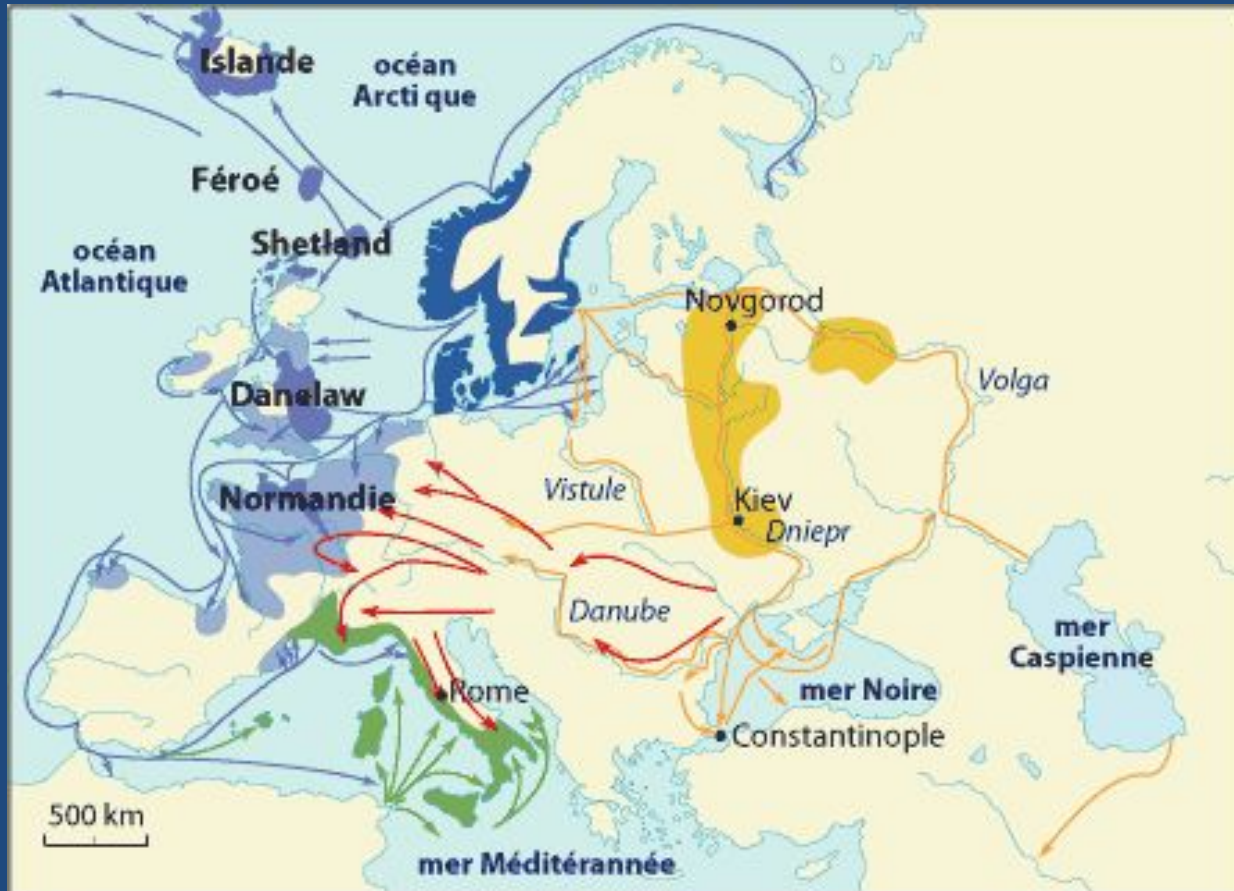 Islande
océan
Arcti que
Féroé
Shetland
océan
Atlantique
Novgorod
Volga
Danelaw
Normandie
Vistule
Kiev
Dniepr
Danube
mer
Caspienne
Rome
mer Noire
Constantinople
500 km
mer Méditérannée